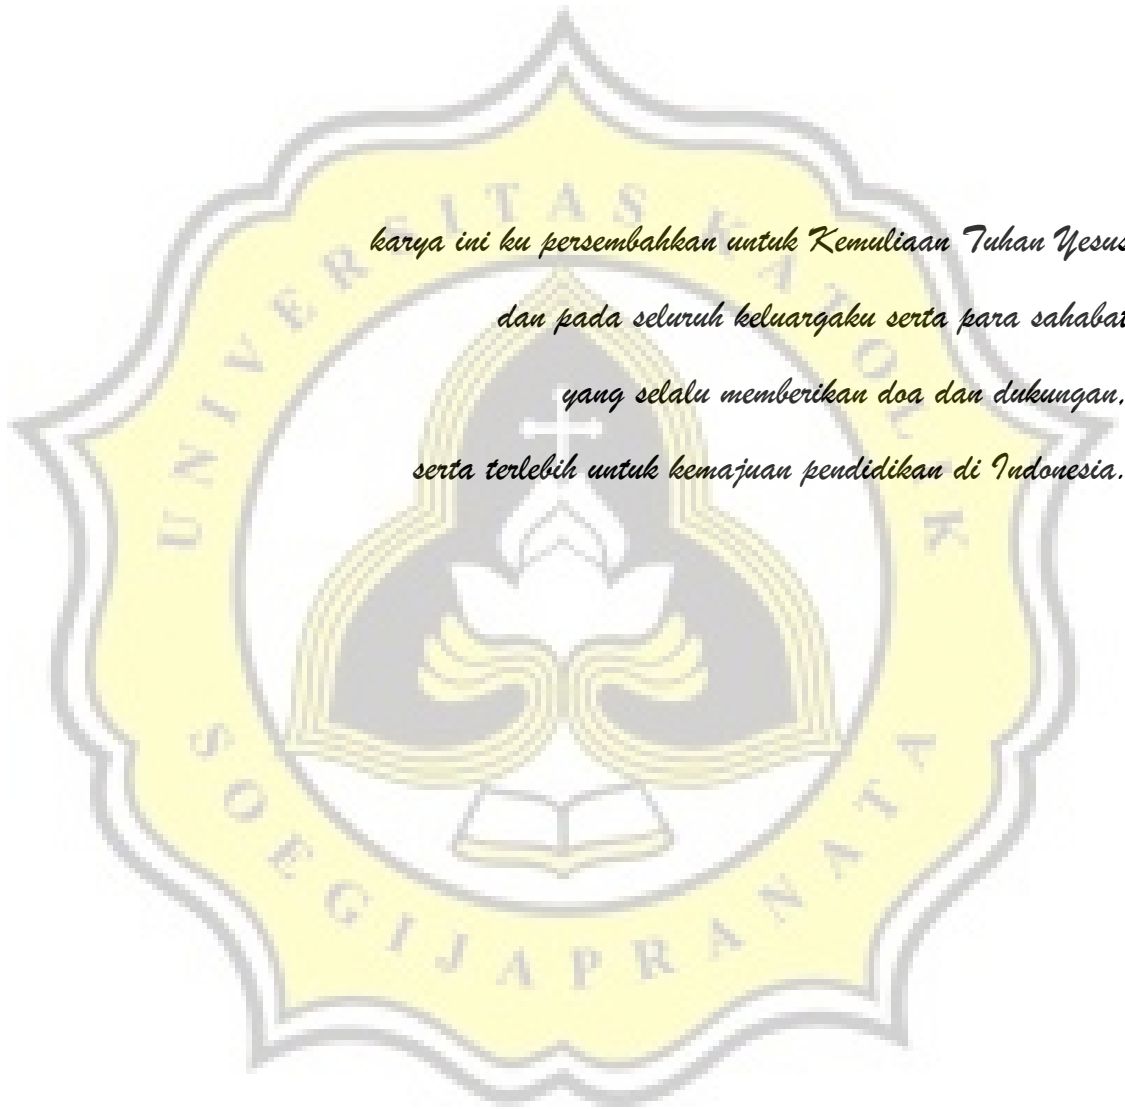 UNIVERSITAS KATOLIK
karya ini ku persembahkan untuk Kemuliaan Tuhan Yesus
dan pada seluruh keluargaku serta para sahabat
yang selalu memberikan doa dan dukungan,
serta terlebih untuk kemajuan pendidikan di Indonesia.
SOEGIJAPRANATA